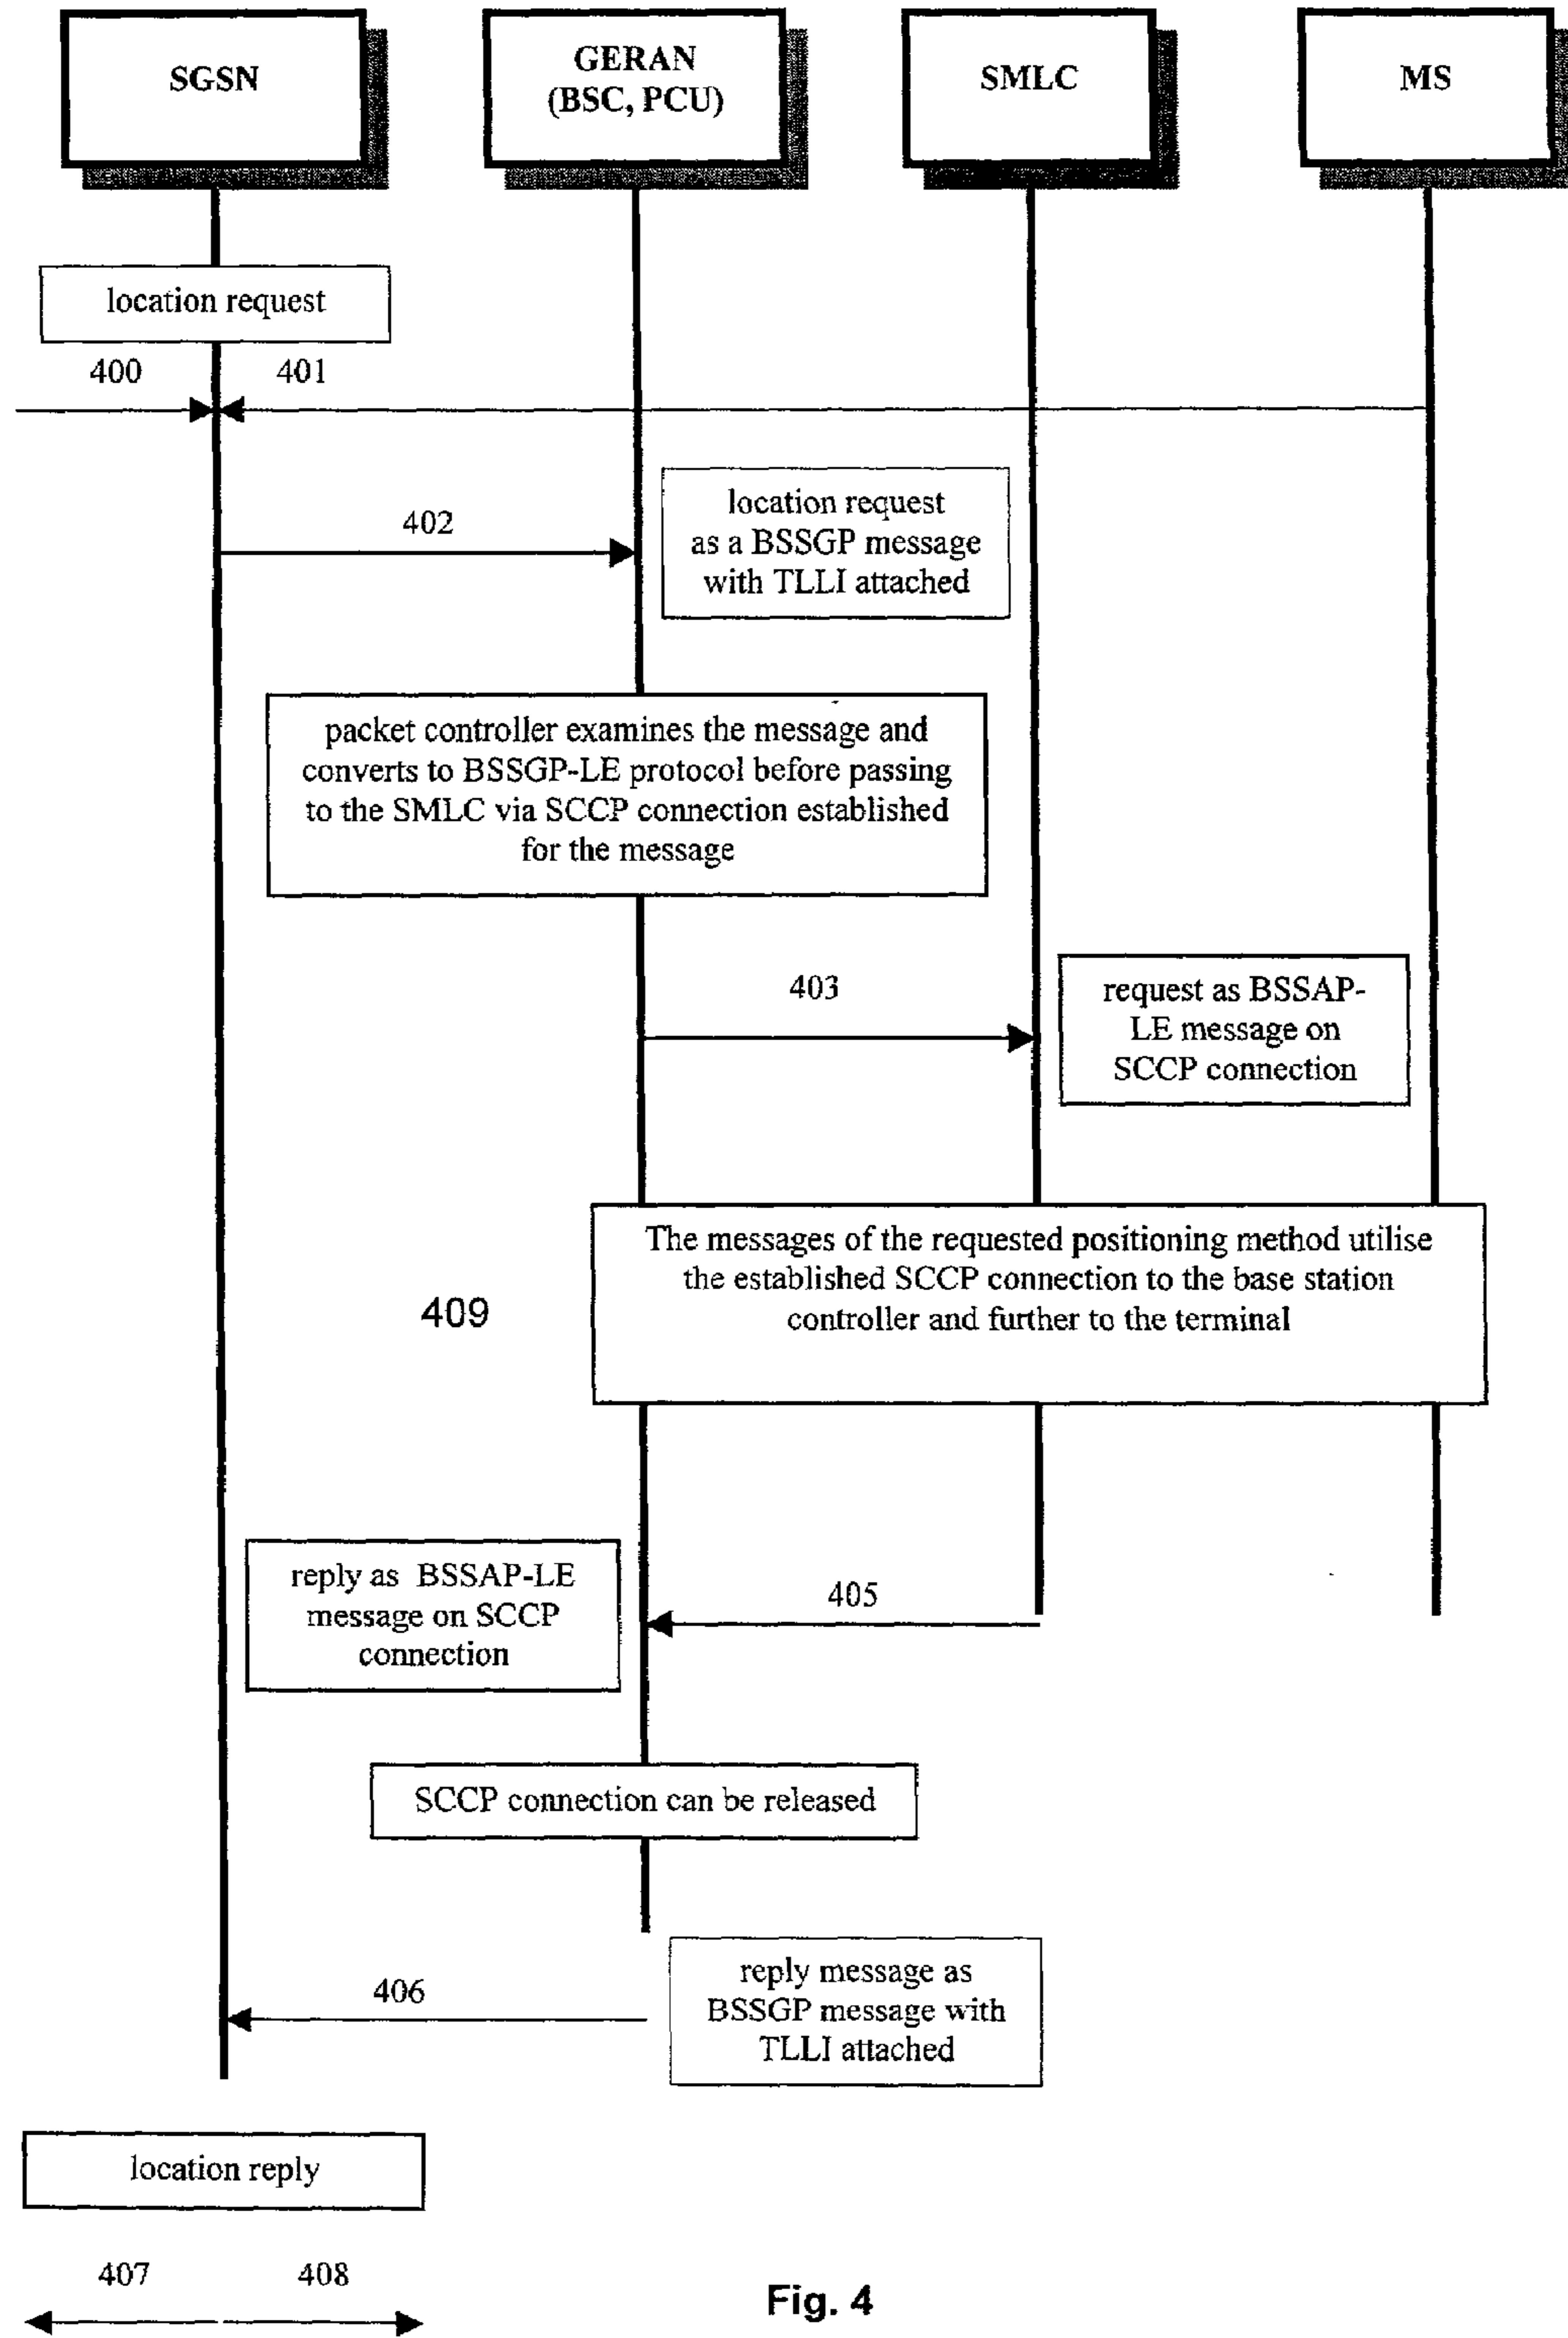 SGSN
GERAN
(BSC, PCU)
SMLC
MS
location request
400
401
402
location request
as a BSSGP message
with TLLI attached
packet controller examines the message and
converts to BSSGP-LE protocol before passing
to the SMLC via SCCP connection established
for the message
403
request as BSSAP-
LE message on
SCCP connection
The messages of the requested positioning method utilise
the established SCCP connection to the base station
controller and further to the terminal
409
reply as BSSAP-LE
message on SCCP
connection
405
SCCP connection can be released
406
reply message as
BSSGP message with
TLLI attached
location reply
407
408
Fig. 4